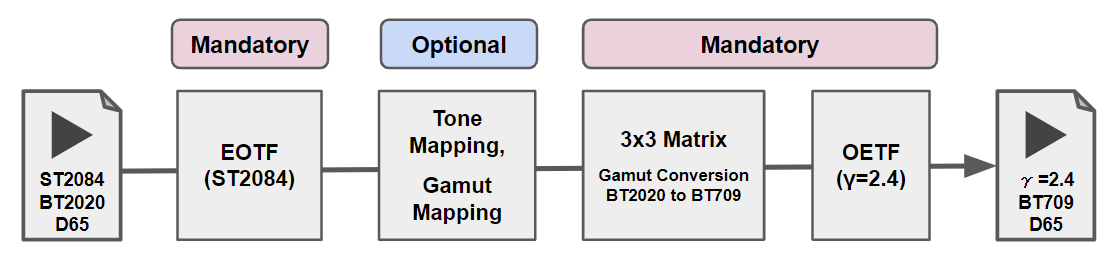 Mandatory
Optional
Mandatory
ST2084
BT2020
D65
EOTF
(ST2084)
Tone
Mapping,
Gamut
Mapping
3x3 Matrix
Gamut Conversion
BT2020 to BT709
OETF
(γ=2.4)
γ =2.4
BT709
D65